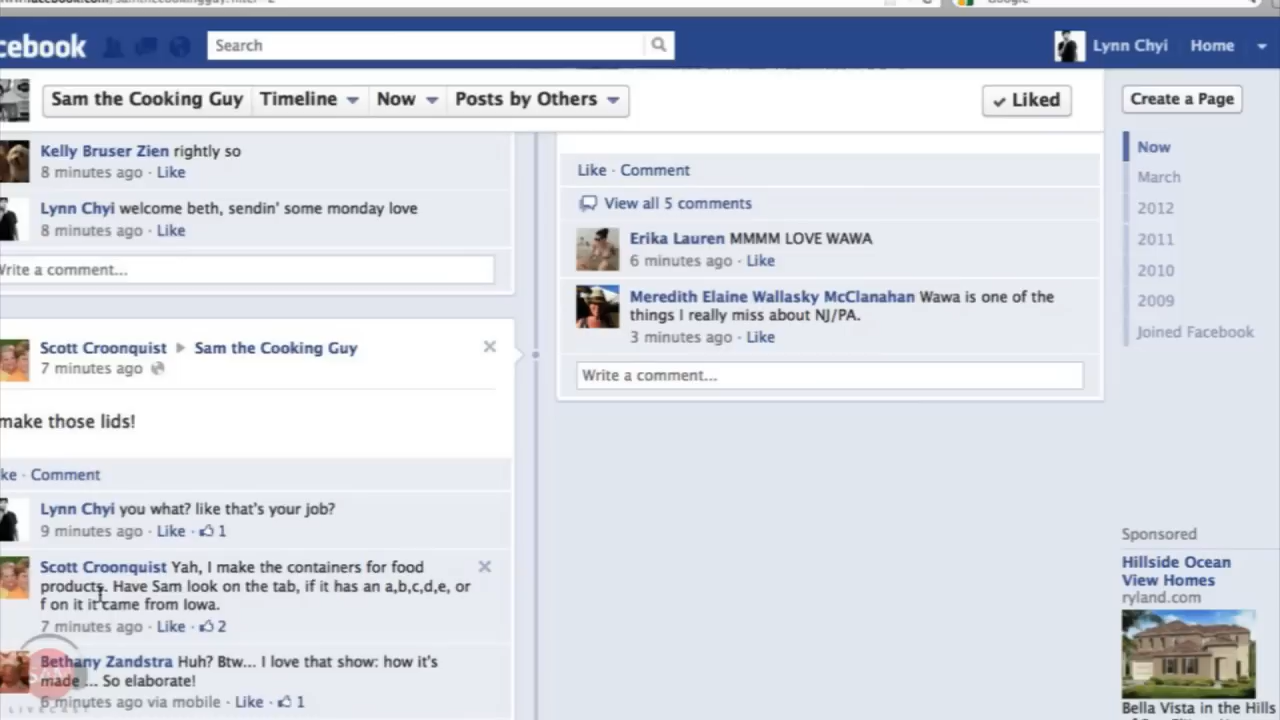 cebook
Search
Lynn Chyi
Home
Sam the Cooking Guy
Timeline
Now
Posts by Others
Liked
Create a Page
Kelly Bruser Zien rightly so
8 minutes ago · Like
Lynn Chyi welcome beth, sendin' some monday love
8 minutes ago · Like
Write a comment...
Scott Croonquist ▶ Sam the Cooking Guy
7 minutes ago
make those lids!
ke · Comment
Lynn Chyi you what? like that's your job?
9 minutes ago · Like · 1
Scott Croonquist Yah, I make the containers for food
products. Have Sam look on the tab, if it has an a,b,c,d,e, or
f on it it came from Iowa.
7 minutes ago · Like · 2
Bethany Zandstra Huh? Btw... I love that show: how it's
made ... So elaborate!
6 minutes ago via mobile · Like · 1
Like · Comment
View all 5 comments
Erika Lauren MMMM LOVE WAWA
6 minutes ago · Like
Meredith Elaine Wallasky McClanahan Wawa is one of the
things I really miss about NJ/PA.
3 minutes ago · Like
Write a comment...
Now
March
2012
2011
2010
2009
Joined Facebook
Sponsored
Hillside Ocean
View Homes
ryland.com
Bella Vista in the Hills